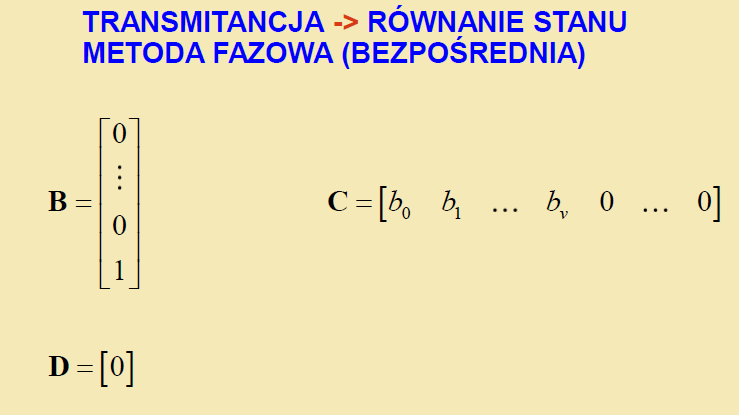 TRANSMITANCJA -> RÓWNANIE STANU
METODA FAZOWA (BEZPOŚREDNIA)
B = [0 ⋮ 0 1]
C = [b₀ b₁ … bᵥ 0 … 0]
D = [0]